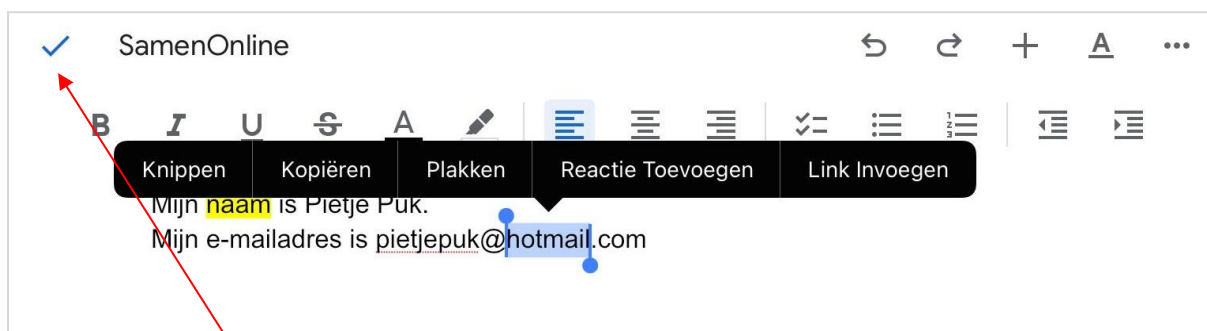 SamenOnline
B I U S A
Knippen Kopiëren Plakken Reactie Toevoegen Link Invoegen
Mijn naam is Pietje Puk.
Mijn e-mailadres is pietjepuk@hotmail.com